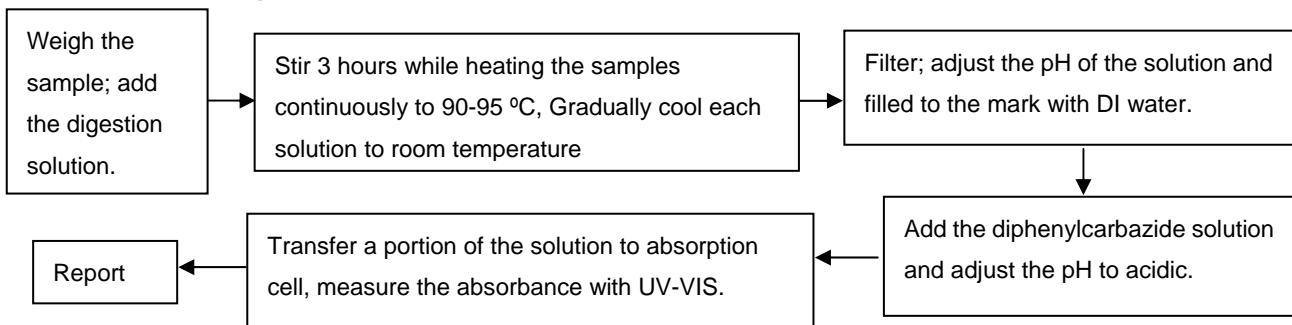 Weigh the
sample; add
the digestion
solution.
Stir 3 hours while heating the samples
continuously to 90-95 ºC, Gradually cool each
solution to room temperature
Filter; adjust the pH of the solution and
filled to the mark with DI water.
Add the diphenylcarbazide solution
and adjust the pH to acidic.
Transfer a portion of the solution to absorption
cell, measure the absorbance with UV-VIS.
Report